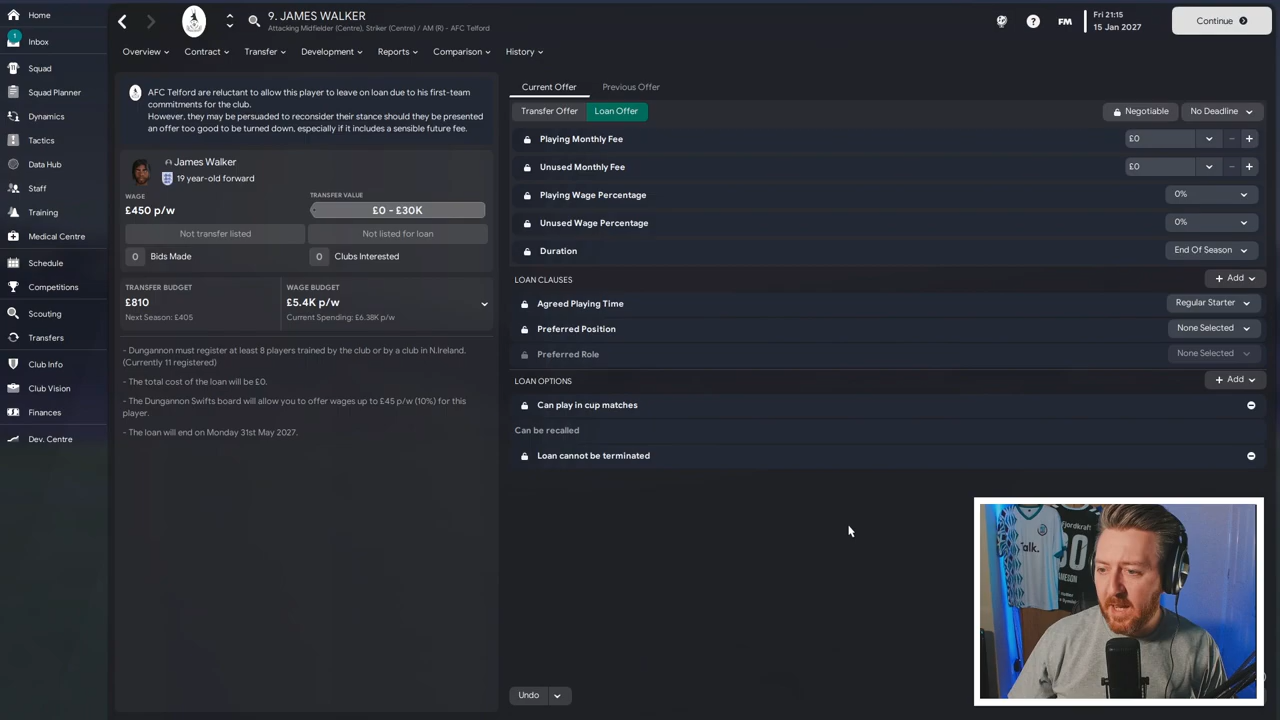 Home
1
Inbox
Squad
Squad Planner
Dynamics
Tactics
Data Hub
Staff
Training
Medical Centre
Schedule
Competitions
Scouting
Transfers
Club Info
Club Vision
Finances
Dev. Centre
9. JAMES WALKER
Attacking Midfielder (Centre), Striker (Centre) / AM (R) - AFC Telford
FM
Fri 21:15
15 Jan 2027
Continue
Overview
Contract
Transfer
Development
Reports
Comparison
History
AFC Telford are reluctant to allow this player to leave on loan due to his first-team
commitments for the club.
However, they may be persuaded to reconsider their stance should they be presented
an offer too good to be turned down, especially if it includes a sensible future fee.
James Walker
19 year-old forward
WAGE
£450 p/w
TRANSFER VALUE
£0 - £30K
Not transfer listed
Not listed for loan
0 Bids Made
0 Clubs Interested
TRANSFER BUDGET
£810
Next Season: £405
WAGE BUDGET
£5.4K p/w
Current Spending: £6.38K p/w
- Dungannon must register at least 8 players trained by the club or by a club in N.Ireland.
(Currently 11 registered)
- The total cost of the loan will be £0.
- The Dungannon Swifts board will allow you to offer wages up to £45 p/w (10%) for this
player.
- The loan will end on Monday 31st May 2027.
Current Offer
Previous Offer
Transfer Offer
Loan Offer
Negotiable
No Deadline
Playing Monthly Fee £0
Unused Monthly Fee £0
Playing Wage Percentage 0%
Unused Wage Percentage 0%
Duration End Of Season
LOAN CLAUSES + Add
Agreed Playing Time Regular Starter
Preferred Position None Selected
Preferred Role None Selected
LOAN OPTIONS + Add
Can play in cup matches
Can be recalled
Loan cannot be terminated
Undo
Talk.
Fjordkraft